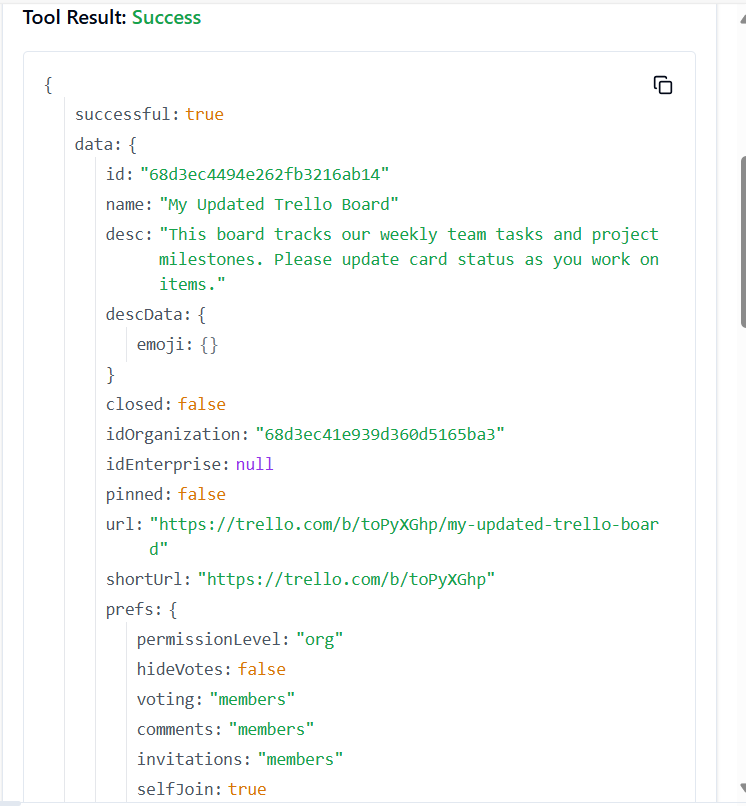 Tool Result: Success
{
successful: true
data: {
id: "68d3ec4494e262fb3216ab14"
name: "My Updated Trello Board"
desc: "This board tracks our weekly team tasks and project
milestones. Please update card status as you work on
items."
descData: {
emoji: {}
}
closed: false
idOrganization: "68d3ec41e939d360d5165ba3"
idEnterprise: null
pinned: false
url: "https://trello.com/b/toPyXGhp/my-updated-trello-boar
d"
shortUrl: "https://trello.com/b/toPyXGhp"
prefs: {
permissionLevel: "org"
hideVotes: false
voting: "members"
comments: "members"
invitations: "members"
selfJoin: true